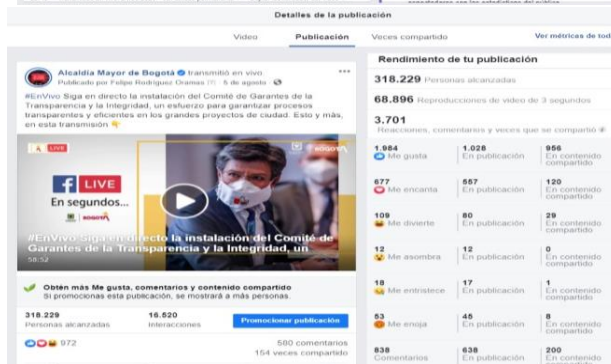 Detalles de la publicación
Video
Publicación
Veces compartido
Ver métricas de tod
Alcaldía Mayor de Bogotá transmitió en vivo
Publicado por Felipe Rodriguez Oramas · 5 de agosto ·
#EnVivo Siga en directo la instalación del Comité de Garantes de la
Transparencia y la Integridad, un esfuerzo para garantizar procesos
transparentes y eficientes en los grandes proyectos de ciudad. Esto y más,
en esta transmisión
LIVE
BOGOTÁ
f LIVE
En segundos...
BOGOTÁ
#EnVivo Siga en directo la instalación del Comité de
Garantes de la Transparencia y la Integridad, un
58:52
Obtén más Me gusta, comentarios y contenido compartido
Si promocionas esta publicación, se mostrará a más personas.
318.229
Personas alcanzadas
16.520
Interacciones
Promocionar publicación
972
580 comentarios
154 veces compartido
Rendimiento de tu publicación
318.229 Personas alcanzadas
68.896 Reproducciones de video de 3 segundos
3.701
Reacciones, comentarios y veces que se compartió
1.984
Me gusta
1.028
En publicación
956
En contenido
compartido
677
Me encanta
557
En publicación
120
En contenido
compartido
109
Me divierte
80
En publicación
29
En contenido
compartido
12
Me asombra
12
En publicación
0
En contenido
compartido
18
Me entristece
17
En publicación
1
En contenido
compartido
53
Me enoja
45
En publicación
8
En contenido
compartido
838
Comentarios
638
En publicación
200
En contenido
compartido